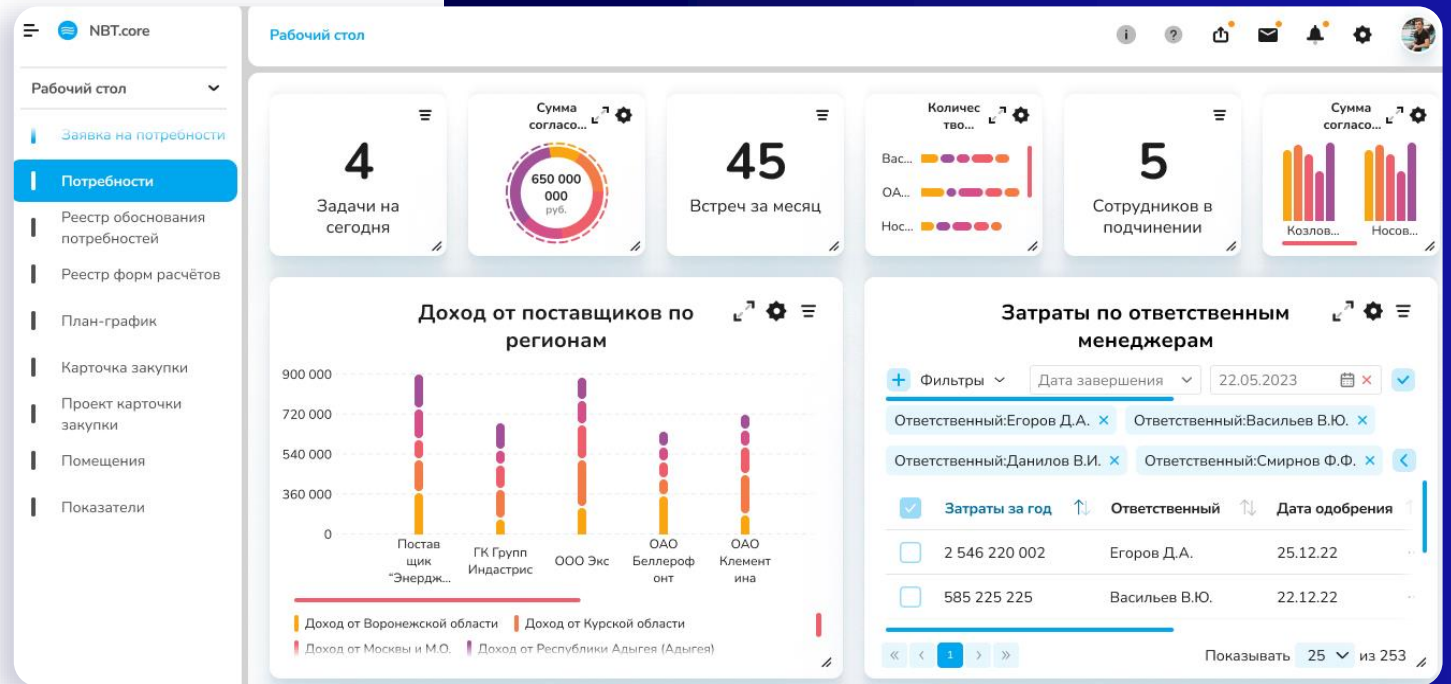 NBT.core
Рабочий стол
Рабочий стол
Заявка на потребности
Потребности
Реестр обоснования
потребностей
Реестр форм расчётов
План-график
Карточка закупки
Проект карточки
закупки
Помещения
Показатели
4
Задачи на
сегодня
Сумма
согласо...
650 000
000
руб.
45
Встреч за месяц
Количес
тво...
Вас...
ОА...
Нос...
5
Сотрудников в
подчинении
Сумма
согласо...
Козлов...
Носов...
Доход от поставщиков по
регионам
900 000
720 000
540 000
360 000
0
Постав
щик
“Энердж...
ГК Групп
Индастрис
ООО Экс
ОАО
Беллероф
онт
ОАО
Клемент
ина
Доход от Воронежской области
Доход от Курской области
Доход от Москвы и М.О.
Доход от Республики Адыгея (Адыгея)
Затраты по ответственным
менеджерам
Фильтры
Дата завершения
22.05.2023
Ответственный:Егоров Д.А.
Ответственный:Васильев В.Ю.
Ответственный:Данилов В.И.
Ответственный:Смирнов Ф.Ф.
Затраты за год
Ответственный
Дата одобрения
2 546 220 002
Егоров Д.А.
25.12.22
585 225 225
Васильев В.Ю.
22.12.22
1
Показывать 25 из 253